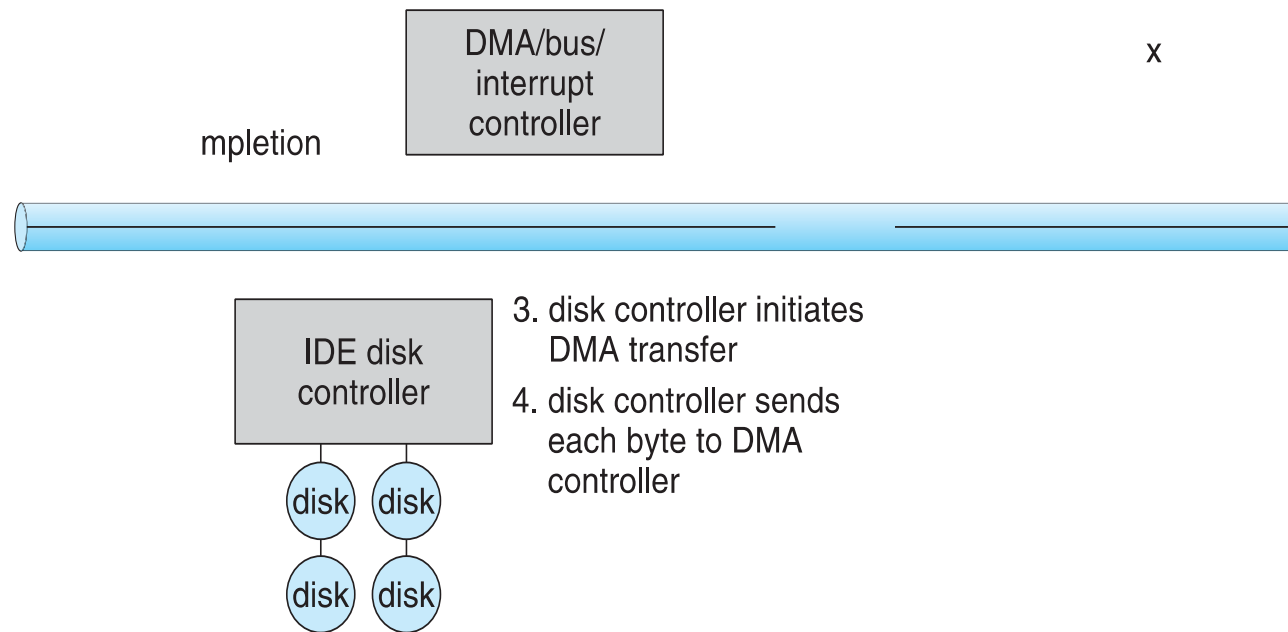 DMA/bus/
interrupt
controller
x
mpletion
IDE disk
controller
3. disk controller initiates
DMA transfer
4. disk controller sends
each byte to DMA
controller
disk disk
disk disk